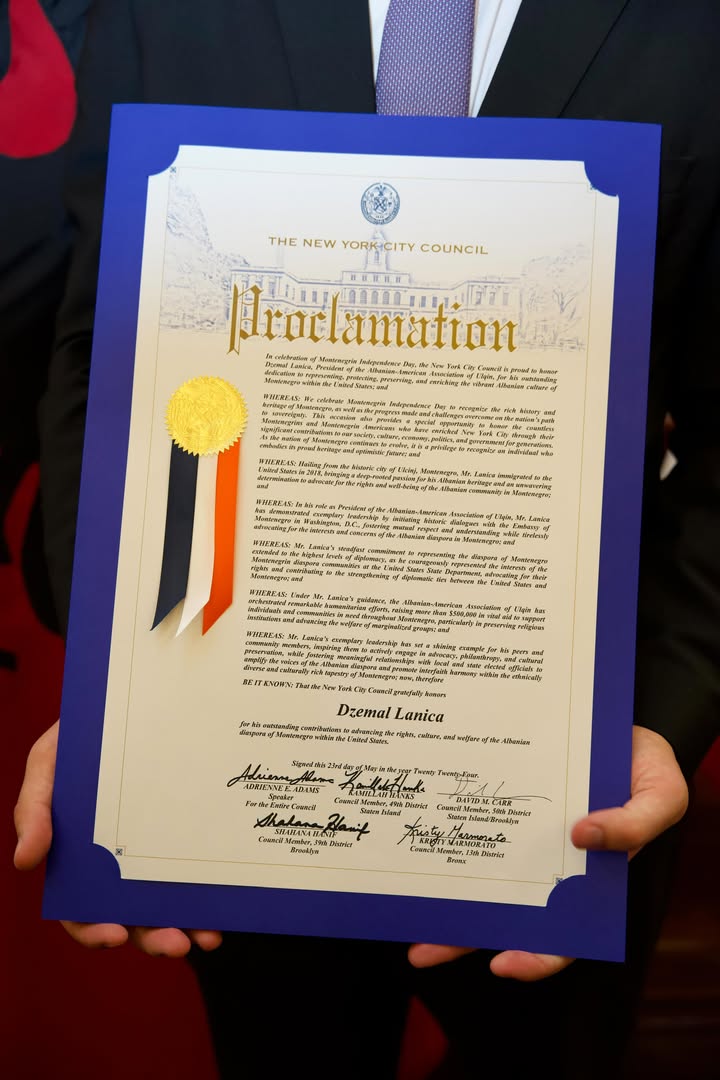 THE NEW YORK CITY COUNCIL
Proclamation
In celebration of Montenegrin Independence Day, the New York City Council is proud to honor
Dzemal Lanica, President of the Albanian-American Association of Ulqin, for his outstanding
dedication to representing, protecting, preserving, and enriching the vibrant Albanian culture of
Montenegro within the United States; and
WHEREAS: We celebrate Montenegrin Independence Day to recognize the rich history and
heritage of Montenegro, as well as the progress made and challenges overcome on the nation's path
to sovereignty. This occasion also provides a special opportunity to honor the countless
Montenegrins and Montenegrin Americans who have enriched New York City through their
significant contributions to our society, culture, economy, politics, and government for generations.
As the nation of Montenegro continues to evolve, it is a privilege to recognize an individual who
embodies its proud heritage and optimistic future; and
WHEREAS: Hailing from the historic city of Ulcinj, Montenegro, Mr. Lanica immigrated to the
United States in 2018, bringing a deep-rooted passion for his Albanian heritage and an unwavering
determination to advocate for the rights and well-being of the Albanian community in Montenegro;
and
WHEREAS: In his role as President of the Albanian-American Association of Ulqin, Mr. Lanica
has demonstrated exemplary leadership by initiating historic dialogues with the Embassy of
Montenegro in Washington, D.C., fostering mutual respect and understanding while tirelessly
advocating for the interests and concerns of the Albanian diaspora in Montenegro; and
WHEREAS: Mr. Lanica's steadfast commitment to representing the diaspora of Montenegro
extended to the highest levels of diplomacy, as he courageously represented the interests of the
Montenegrin diaspora communities at the United States State Department, advocating for their
rights and contributing to the strengthening of diplomatic ties between the United States and
Montenegro; and
WHEREAS: Under Mr. Lanica's guidance, the Albanian-American Association of Ulqin has
orchestrated remarkable humanitarian efforts, raising more than $500,000 in vital aid to support
individuals and communities in need throughout Montenegro, particularly in preserving religious
institutions and advancing the welfare of marginalized groups; and
WHEREAS: Mr. Lanica's exemplary leadership has set a shining example for his peers and
community members, inspiring them to actively engage in advocacy, philanthropy, and cultural
preservation, while fostering meaningful relationships with local and state elected officials to
amplify the voices of the Albanian diaspora and promote interfaith harmony within the ethnically
diverse and culturally rich tapestry of Montenegro; now, therefore
BE IT KNOWN: That the New York City Council gratefully honors
Dzemal Lanica
for his outstanding contributions to advancing the rights, culture, and welfare of the Albanian
diaspora of Montenegro within the United States.
Signed this 23rd day of May in the year Twenty Twenty-Four.
Adrienne Adams Kamillah Hanks
ADRIENNE E. ADAMS KAMILLAH HANKS DAVID M. CARR
Speaker Council Member, 49th District Council Member, 50th District
For the Entire Council Staten Island Staten Island/Brooklyn
Shahana Hanif Kristy Marmorato
SHAHANA HANIF KRISTY MARMORATO
Council Member, 39th District Council Member, 13th District
Brooklyn Bronx